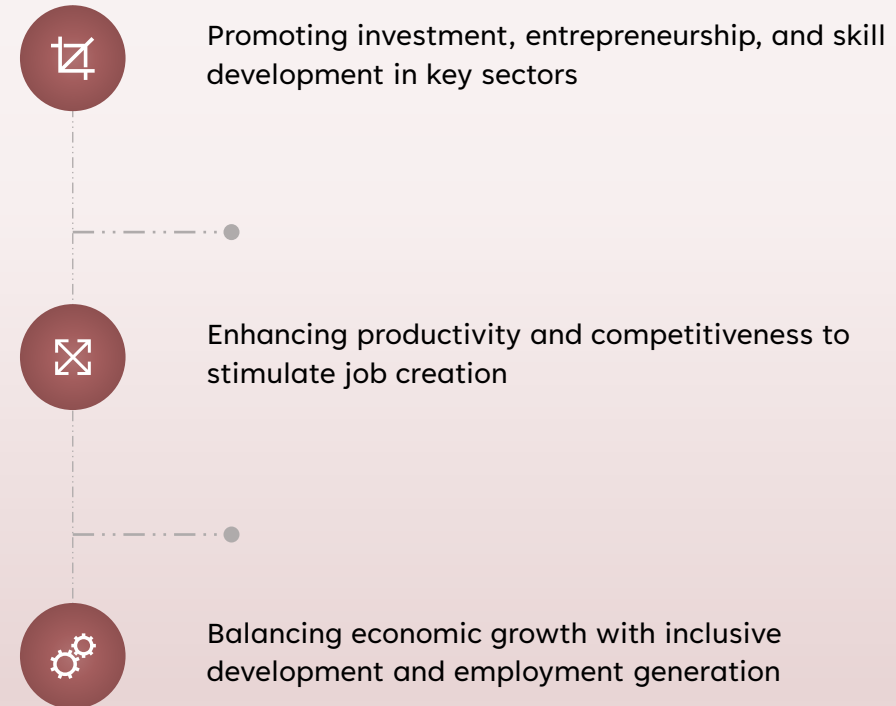 Promoting investment, entrepreneurship, and skill
development in key sectors
Enhancing productivity and competitiveness to
stimulate job creation
Balancing economic growth with inclusive
development and employment generation